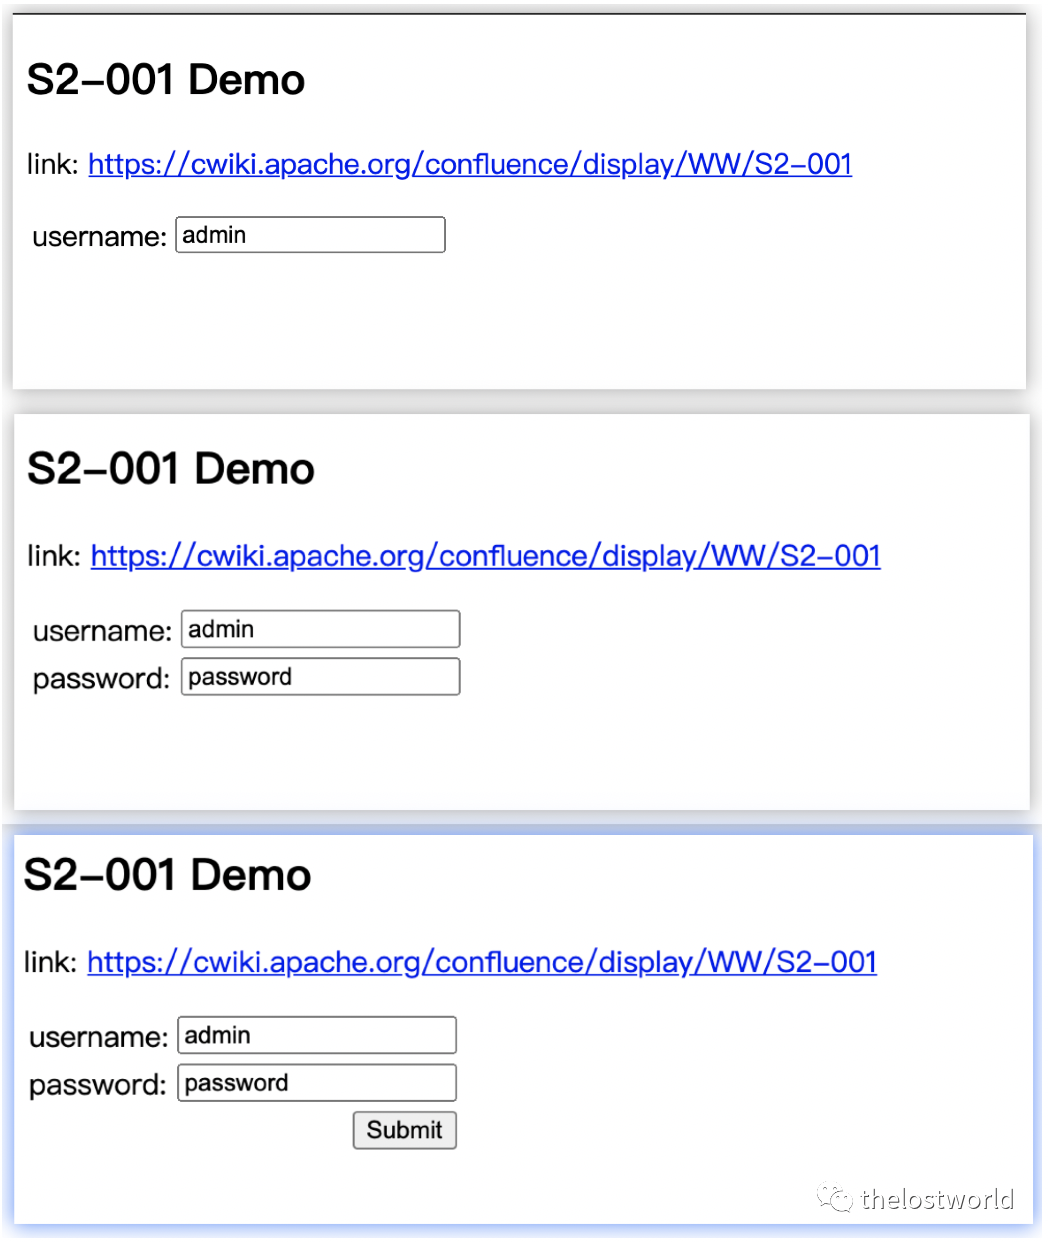 S2-001 Demo
link: https://cwiki.apache.org/confluence/display/WW/S2-001
username: admin
S2-001 Demo
link: https://cwiki.apache.org/confluence/display/WW/S2-001
username: admin
password: password
S2-001 Demo
link: https://cwiki.apache.org/confluence/display/WW/S2-001
username: admin
password: password
Submit
thelostworld